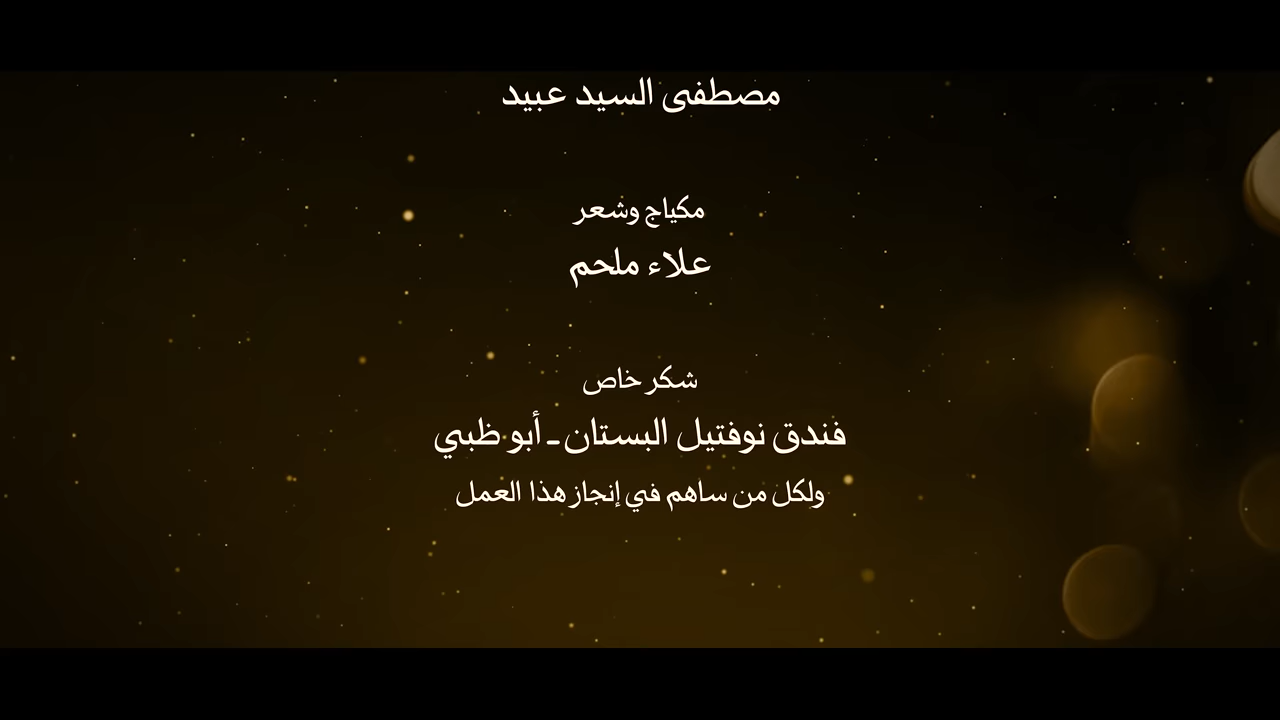 مصطفى السيد عبيد
مكياج وشعر
علاء ملحم
شكر خاص
فندق نوفتيل البستان - أبو ظبي
ولكل من ساهم في إنجاز هذا العمل